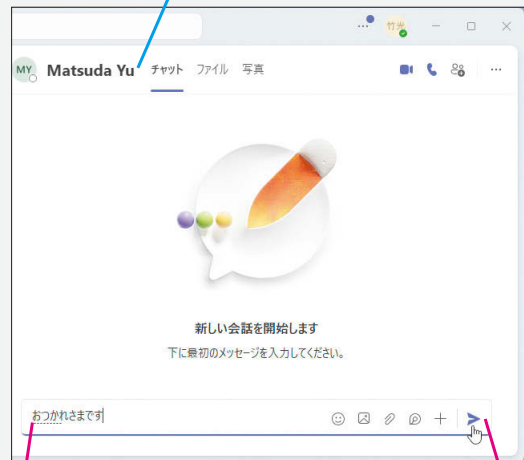 竹光
MY Matsuda Yu チャット ファイル 写真
新しい会話を開始します
下に最初のメッセージを入力してください。
おつかれさまです